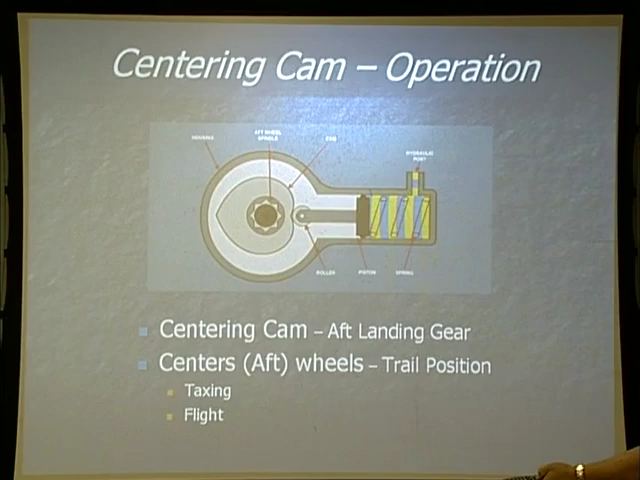 Centering Cam – Operation
HOUSING
AFT WHEEL
SPINDLE
CAM
HYDRAULIC
PORT
ROLLER
PISTON
SPRING
Centering Cam – Aft Landing Gear
Centers (Aft) wheels – Trail Position
Taxing
Flight